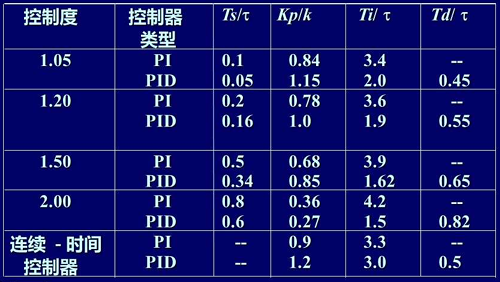 控制度 控制器 Ts/τ Kp/k Ti/ τ Td/ τ
类型
1.05 PI 0.1 0.84 3.4 --
PID 0.05 1.15 2.0 0.45
1.20 PI 0.2 0.78 3.6 --
PID 0.16 1.0 1.9 0.55
1.50 PI 0.5 0.68 3.9 --
PID 0.34 0.85 1.62 0.65
2.00 PI 0.8 0.36 4.2 --
PID 0.6 0.27 1.5 0.82
连续 - 时间 PI -- 0.9 3.3 --
控制器 PID -- 1.2 3.0 0.5